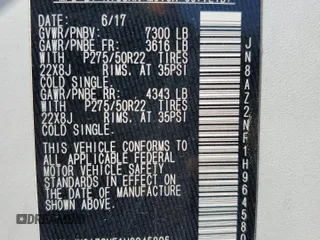 DATE: 6/17
GVWR/PNBV: 7300 LB
GAWR/PNBE FR: 3616 LB
WITH P275/50R22 TIRES
22X8J RIMS. AT 35PSI
COLD SINGLE.
GAWR/PNBE RR: 4343 LB
WITH P275/50R22 TIRES
22X8J RIMS. AT 35PSI
COLD SINGLE.
THIS VEHICLE CONFORMS TO
ALL APPLICABLE FEDERAL
MOTOR VEHICLE SAFETY AND
THEFT PREVENTION
STANDARDS IN EFFECT ON
THE DATE OF MANUFACTURE
SHOWN ABOVE.
JN8AZ2NF1H964580